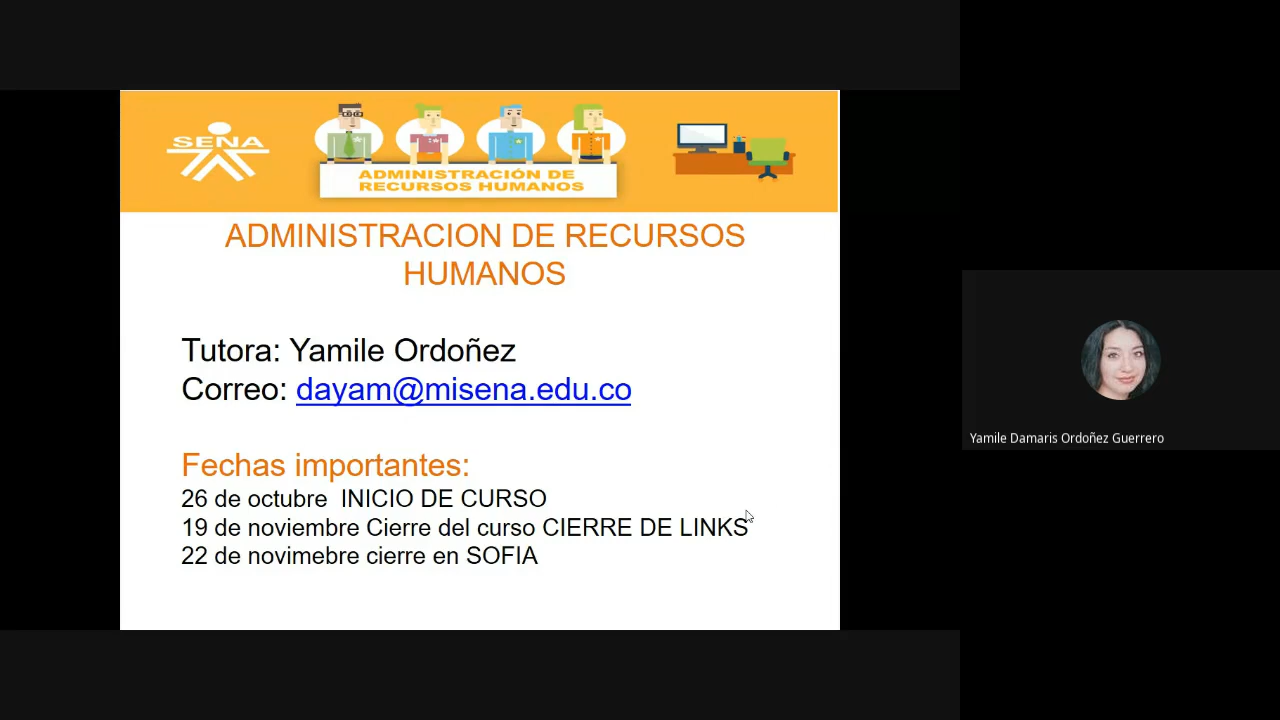 SENA
ADMINISTRACIÓN DE
RECURSOS HUMANOS
ADMINISTRACION DE RECURSOS
HUMANOS
Tutora: Yamile Ordoñez
Correo: dayam@misena.edu.co
Fechas importantes:
26 de octubre  INICIO DE CURSO
19 de noviembre Cierre del curso CIERRE DE LINKS
22 de novimebre cierre en SOFIA
Yamile Damaris Ordoñez Guerrero